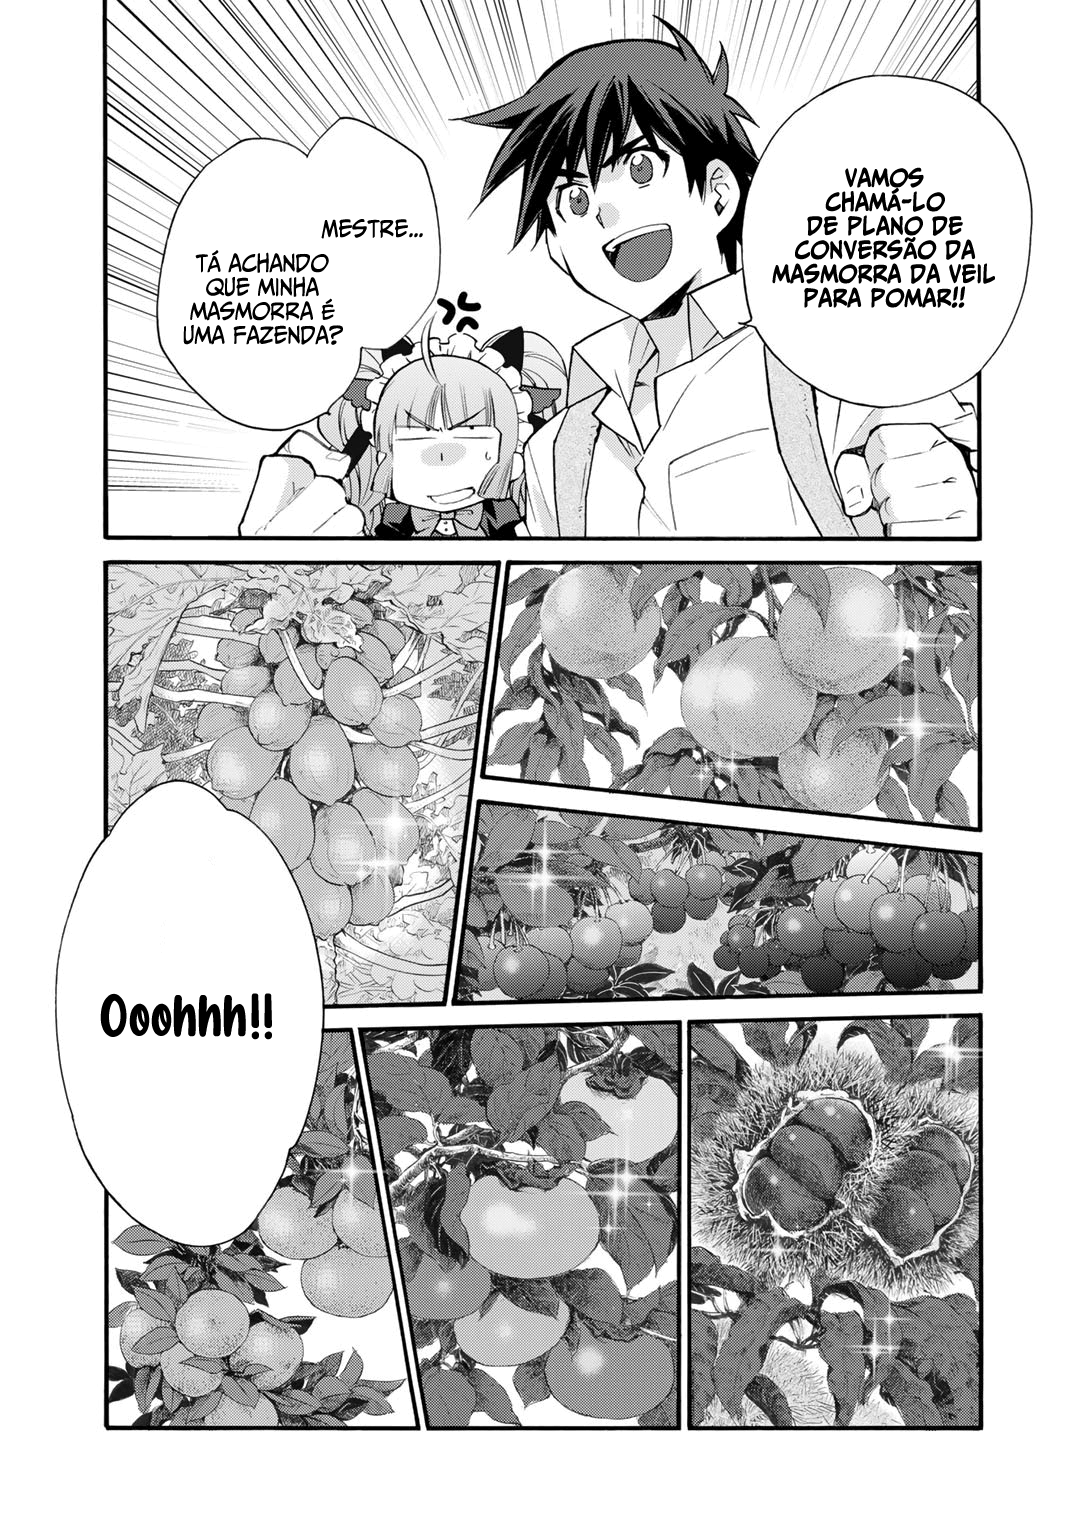 VAMOS
CHAMÁ-LO
DE PLANO DE
CONVERSÃO DA
MASMORRA DA VEIL
PARA POMAR!!
MESTRE...
TÁ ACHANDO
QUE MINHA
MASMORRA É
UMA FAZENDA?
Ooohhh!!